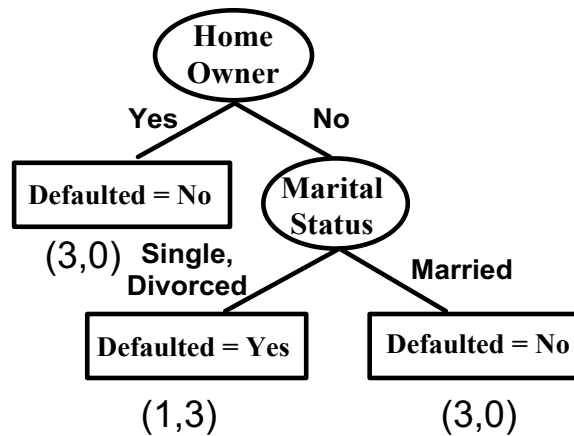 Home
Owner
Yes
No
Defaulted = No
Marital
Status
(3,0)
Single,
Divorced
Married
Defaulted = Yes
Defaulted = No
(1,3)
(3,0)